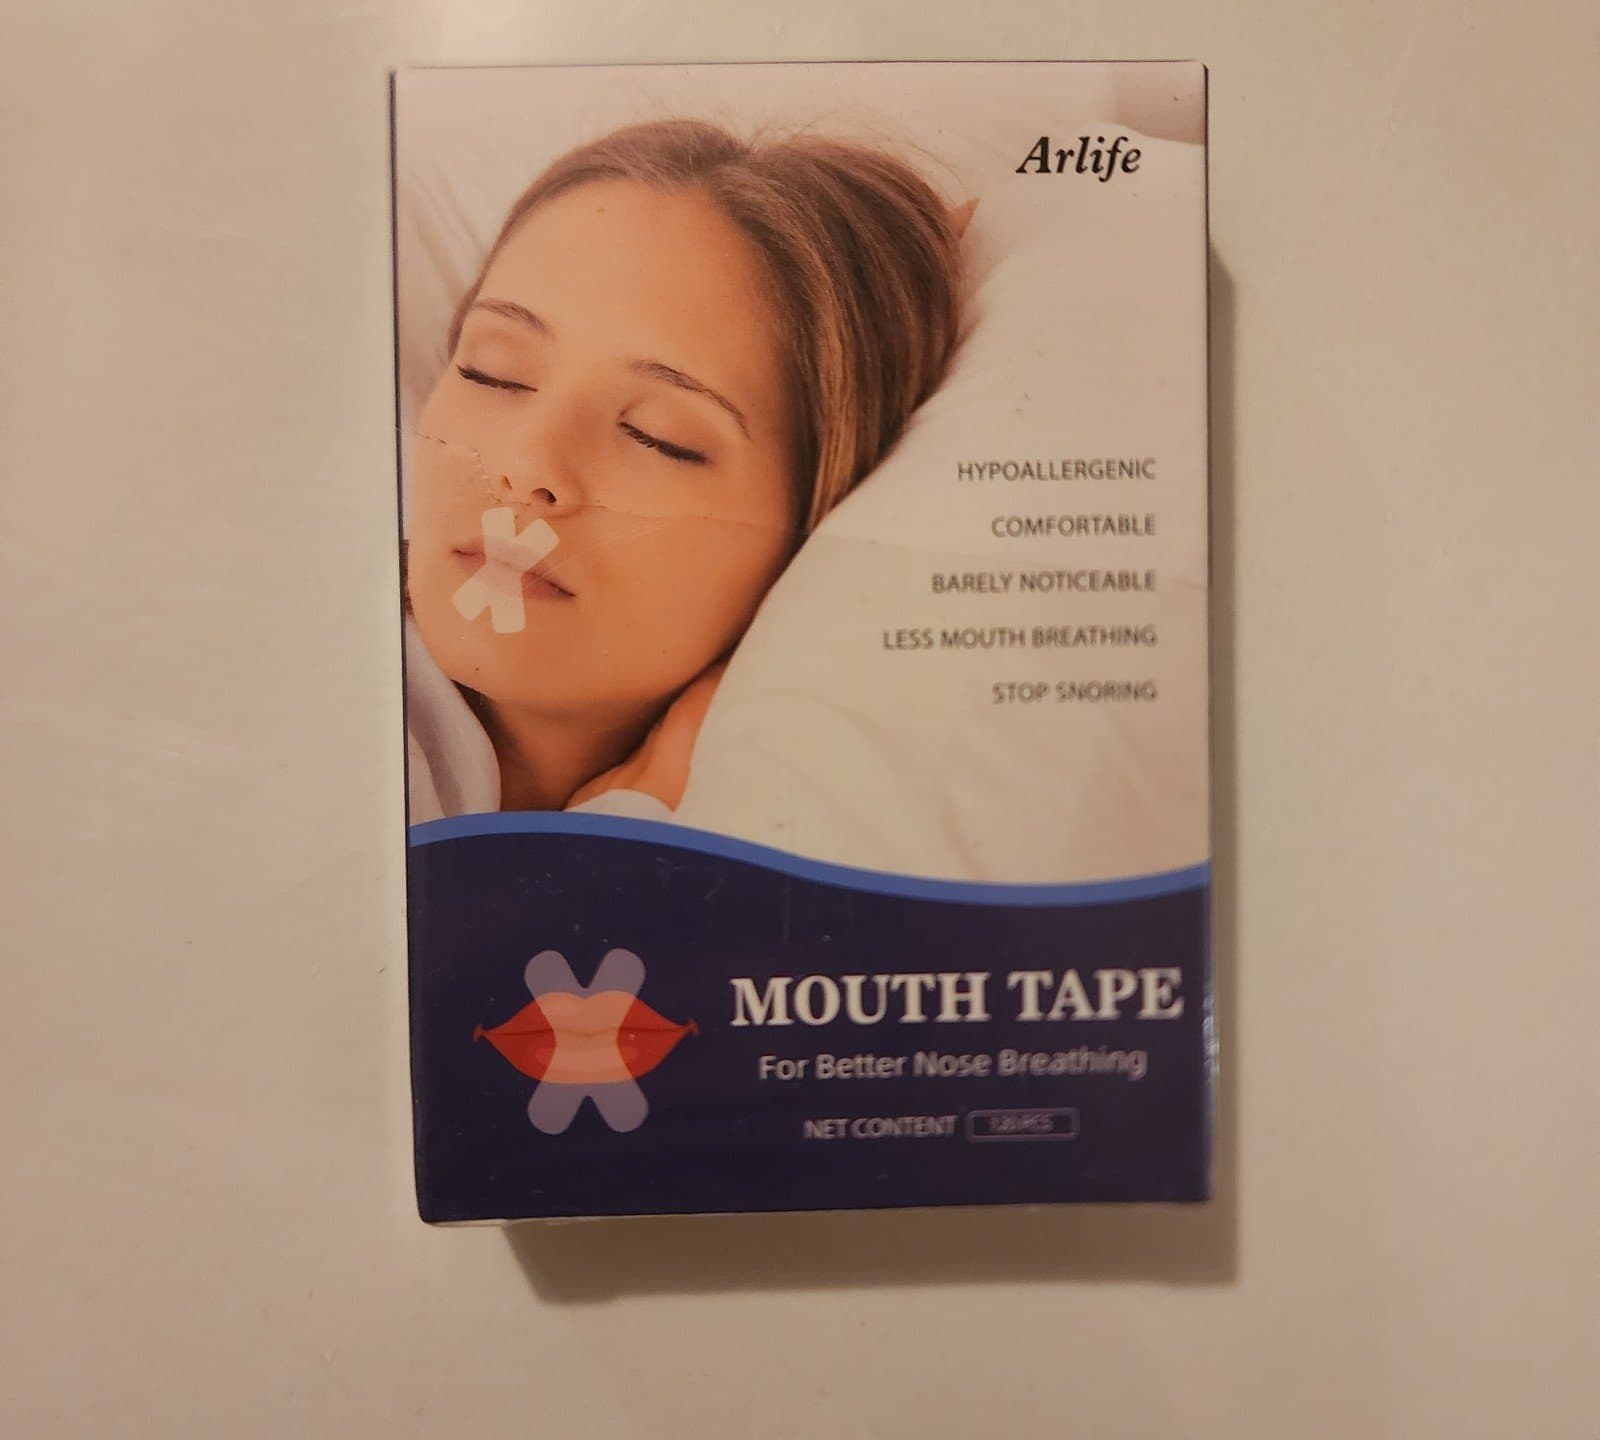 Arlife
HYPOALLERGENIC
COMFORTABLE
BARELY NOTICEABLE
LESS MOUTH BREATHING
STOP SNORING
MOUTH TAPE
For Better Nose Breathing
NET CONTENT